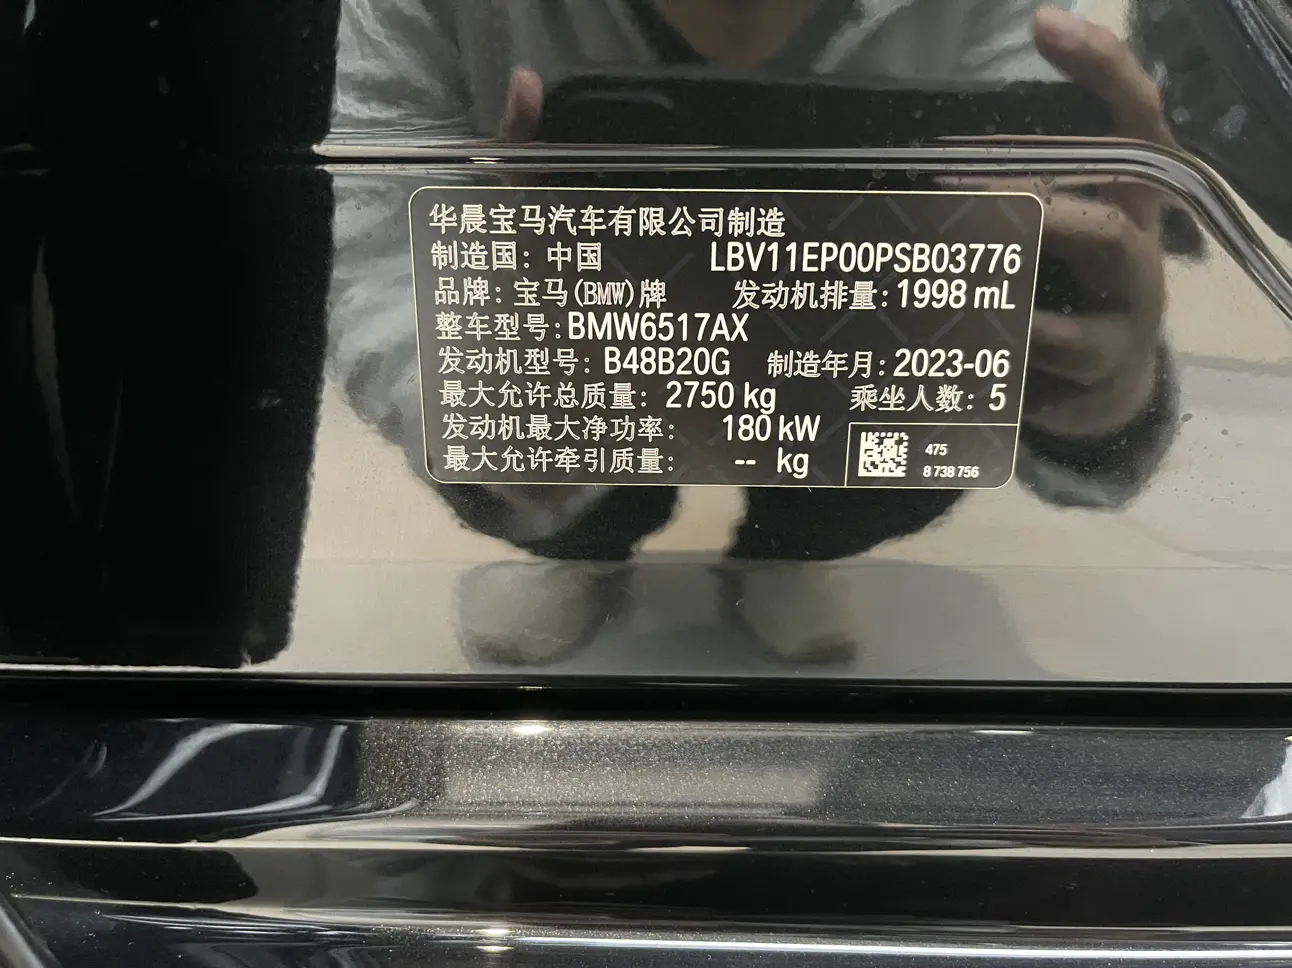 华晨宝马汽车有限公司制造
制造国：中国 LBV11EP00PSB03776
品牌：宝马(BMW)牌 发动机排量：1998 mL
整车型号：BMW6517AX
发动机型号：B48B20G 制造年月：2023-06
最大允许总质量：2750 kg 乘坐人数：5
发动机最大净功率：180 kW
最大允许牵引质量：-- kg
475
8 738 756